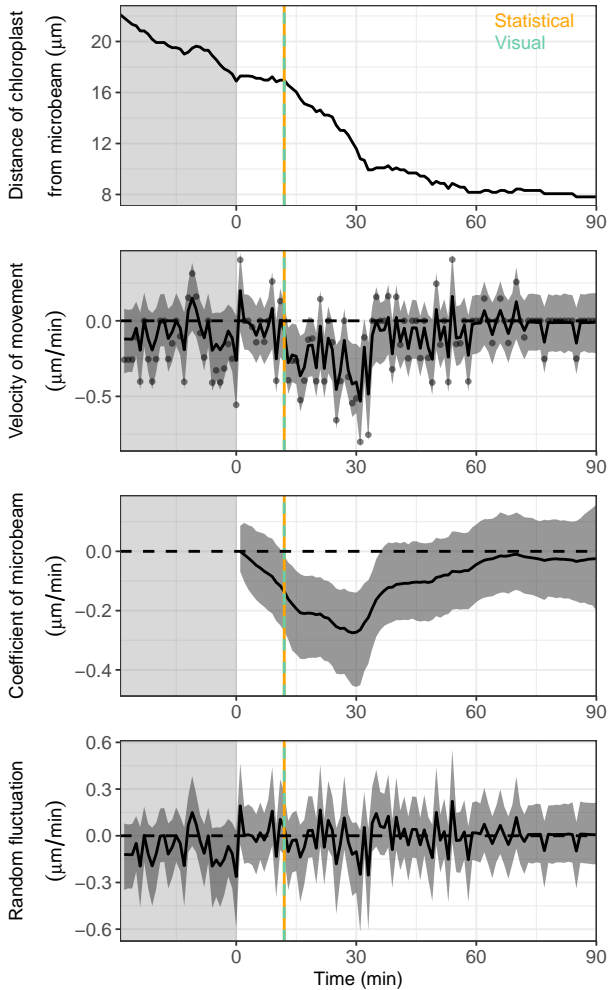 Distance of chloroplast
from microbeam (μm)
22
Statistical
Visual
20
16
12
8
0
30
60
90
Velocity of movement
(μm/min)
0.0
−0.5
0
30
60
90
Coefficient of microbeam
(μm/min)
0.0
−0.2
−0.4
0
30
60
90
Random fluctuation
(μm/min)
0.6
0.3
0.0
−0.3
−0.6
0
30
60
90
Time (min)